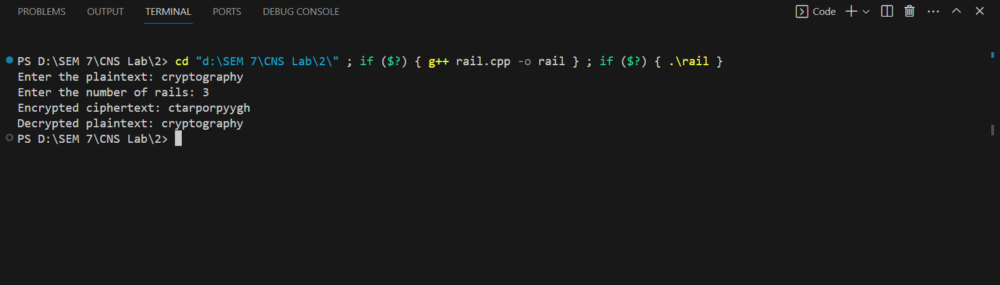 PROBLEMS OUTPUT TERMINAL PORTS DEBUG CONSOLE Code
PS D:\SEM 7\CNS Lab\2> cd "d:\SEM 7\CNS Lab\2\" ; if ($?) { g++ rail.cpp -o rail } ; if ($?) { .\rail }
Enter the plaintext: cryptography
Enter the number of rails: 3
Encrypted ciphertext: ctarporpyygh
Decrypted plaintext: cryptography
PS D:\SEM 7\CNS Lab\2>